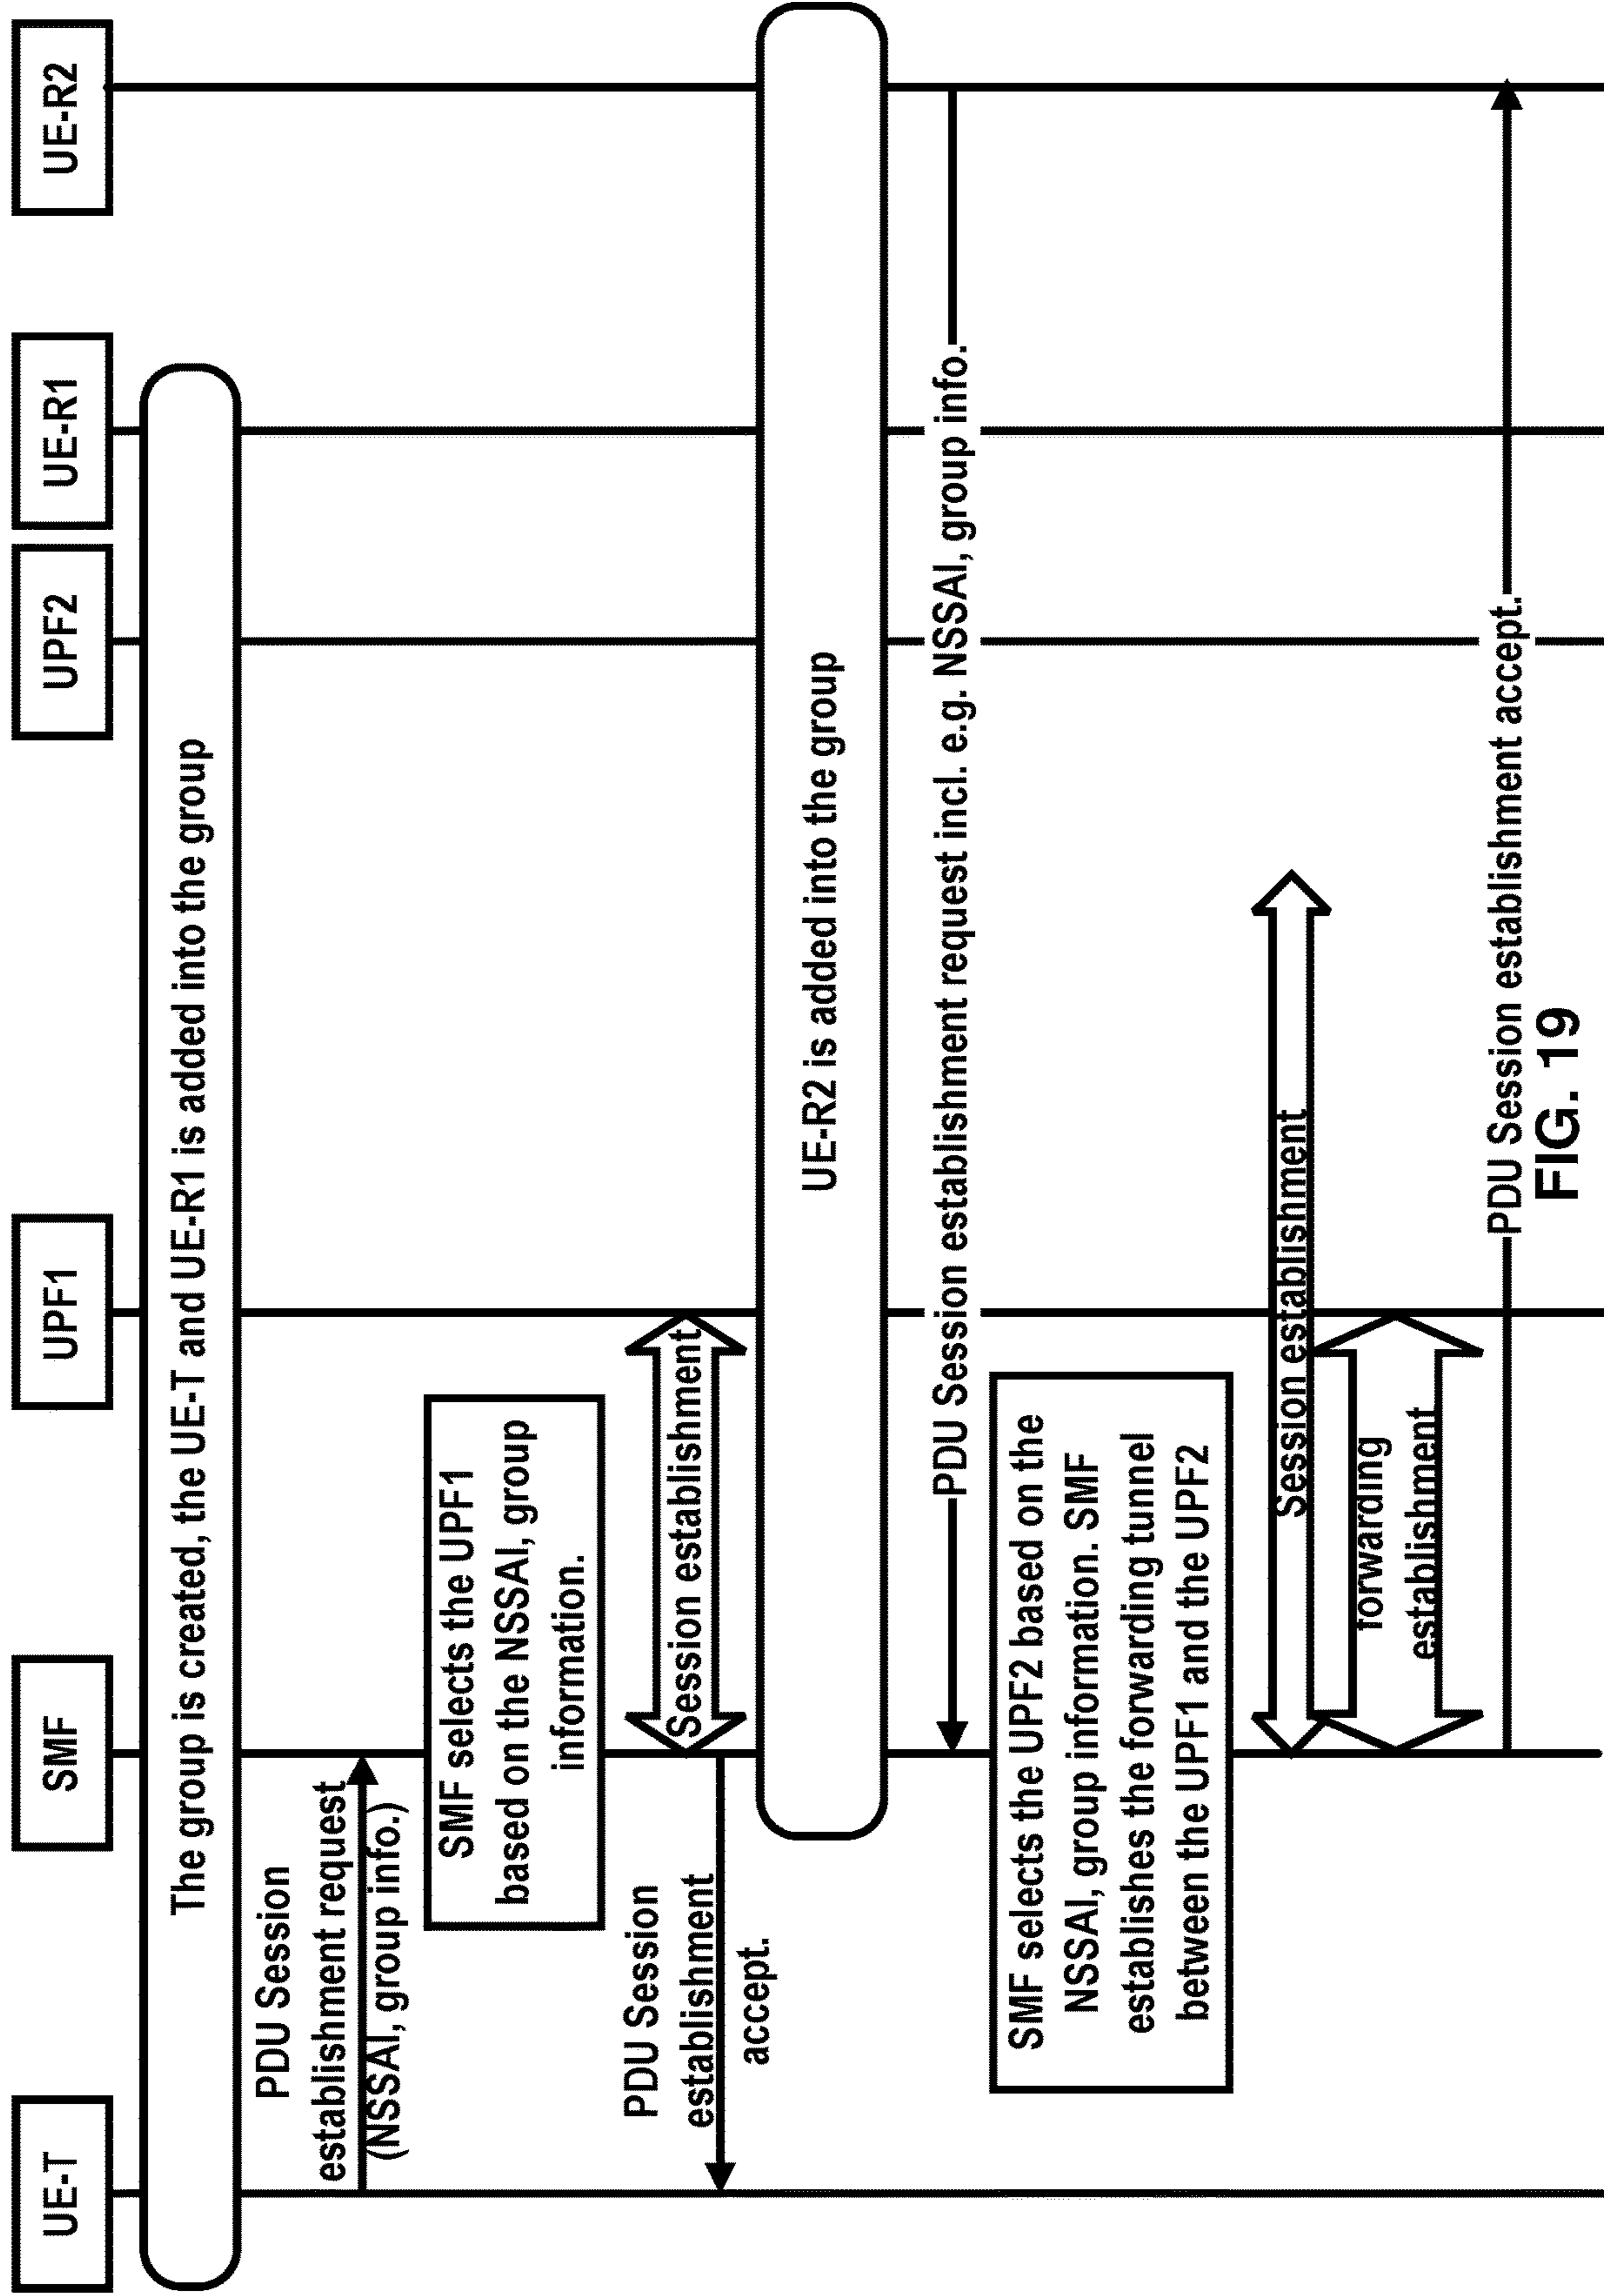 UE-T
SMF
UPF1
UPF2
UE-R1
UE-R2
The group is created, the UE-T and UE-R1 is added into the group
PDU Session
establishment request
(NSSAI, group info.)
SMF selects the UPF1
based on the NSSAI, group
information.
Session establishment
PDU Session
establishment
accept.
UE-R2 is added into the group
PDU Session establishment request incl. e.g. NSSAI, group info.
SMF selects the UPF2 based on the
NSSAI, group information. SMF
establishes the forwarding tunnel
between the UPF1 and the UPF2
Session establishment
forwarding
establishment
PDU Session establishment accept.
FIG. 19